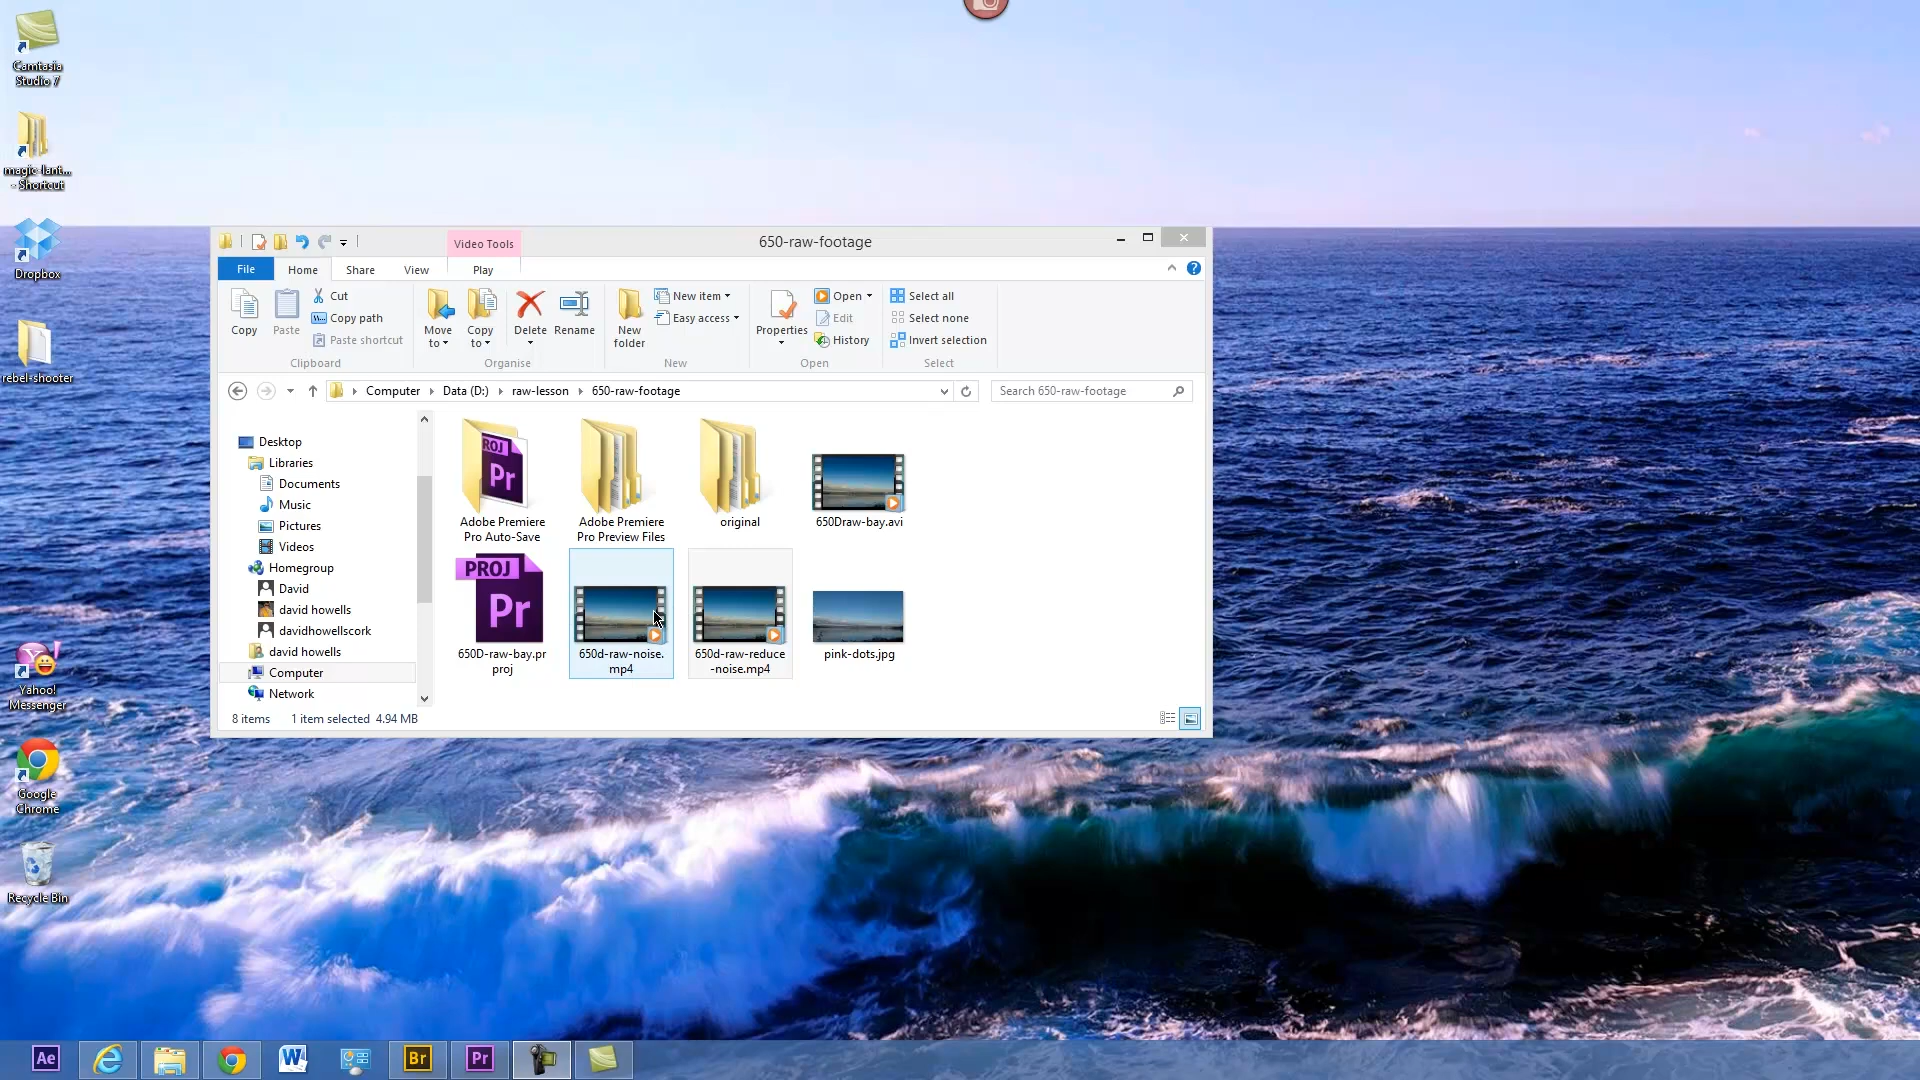 Camtasia
Studio 7
magic-lant...
- Shortcut
Dropbox
rebel-shooter
Yahoo!
Messenger
Google
Chrome
Recycle Bin
Video Tools
650-raw-footage
File
Home
Share
View
Play
Copy
Paste
Cut
Copy path
Paste shortcut
Clipboard
Move
to
Copy
to
Delete
Rename
Organise
New
folder
New item
Easy access
New
Properties
Open
Edit
History
Open
Select all
Select none
Invert selection
Select
Computer
Data (D:)
raw-lesson
650-raw-footage
Search 650-raw-footage
Desktop
Libraries
Documents
Music
Pictures
Videos
Homegroup
David
david howells
davidhowellscork
david howells
Computer
Network
PROJ
Pr
Adobe Premiere
Pro Auto-Save
Adobe Premiere
Pro Preview Files
original
650Draw-bay.avi
PROJ
Pr
650D-raw-bay.pr
proj
650d-raw-noise.
mp4
650d-raw-reduce
-noise.mp4
pink-dots.jpg
8 items
1 item selected 4.94 MB
Ae
Br
Pr